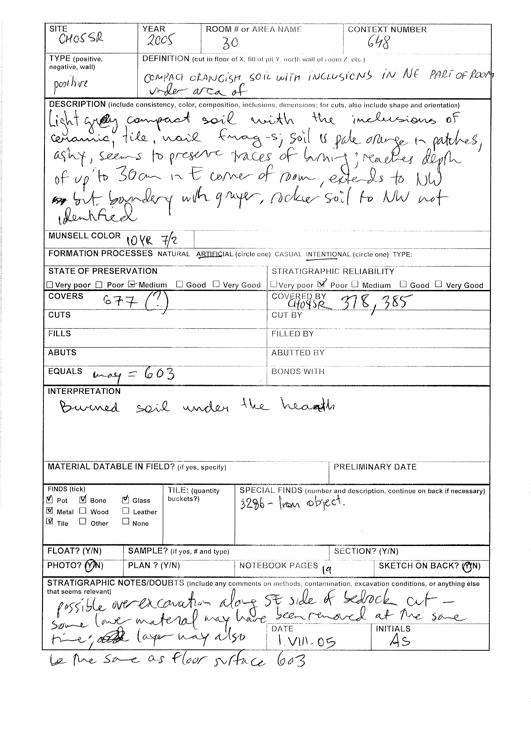 SITE YEAR ROOM # or AREA NAME CONTEXT NUMBER
CH05SR 2005 30 648
TYPE (positive, negative, wall) DEFINITION (cut in floor of X, fill of pit Y, north wall of room Z, etc.)
positive COMPACT ORANGISH SOIL WITH INCLUSIONS IN NE PART OF ROOM
under area of
DESCRIPTION (include consistency, color, composition, inclusions, dimensions; for cuts, also include shape and orientation)
Light grey compact soil with the inclusions of
ceramic, tile, nail frag-s; soil is pale orange in patches,
ashy, seems to preserve traces of burning; reaches depth
of up to 30cm in E corner of room, extends to NW
but boundery with grayer, rockier soil to NW not
identified
MUNSELL COLOR 10YR 7/2
FORMATION PROCESSES NATURAL ARTIFICIAL (circle one) CASUAL INTENTIONAL (circle one) TYPE:
STATE OF PRESERVATION STRATIGRAPHIC RELIABILITY
Very poor Poor Medium Good Very Good Very poor Poor Medium Good Very Good
COVERS 677 (?) COVERED BY CH04SR 378, 385
CUTS CUT BY
FILLS FILLED BY
ABUTS ABUTTED BY
EQUALS may = 603 BONDS WITH
INTERPRETATION
Burned soil under the hearth
MATERIAL DATABLE IN FIELD? (if yes, specify) PRELIMINARY DATE
FINDS (tick) TILE: (quantity buckets?) SPECIAL FINDS (number and description, continue on back if necessary)
Pot Bone Glass 3286 - Iron object.
Metal Wood Leather
Tile Other None
FLOAT? (Y/N) SAMPLE? (if yes, # and type) SECTION? (Y/N)
PHOTO? (Y/N) PLAN ? (Y/N) NOTEBOOK PAGES 19 SKETCH ON BACK? (Y/N)
STRATIGRAPHIC NOTES/DOUBTS (include any comments on methods, contamination, excavation conditions, or anything else
that seems relevant)
possible overexcavation along SE side of bedrock cut -
some lower material may have been removed at the same
time; layer may also
DATE INITIALS
1.VIII.05 AS
be the same as floor surface 603